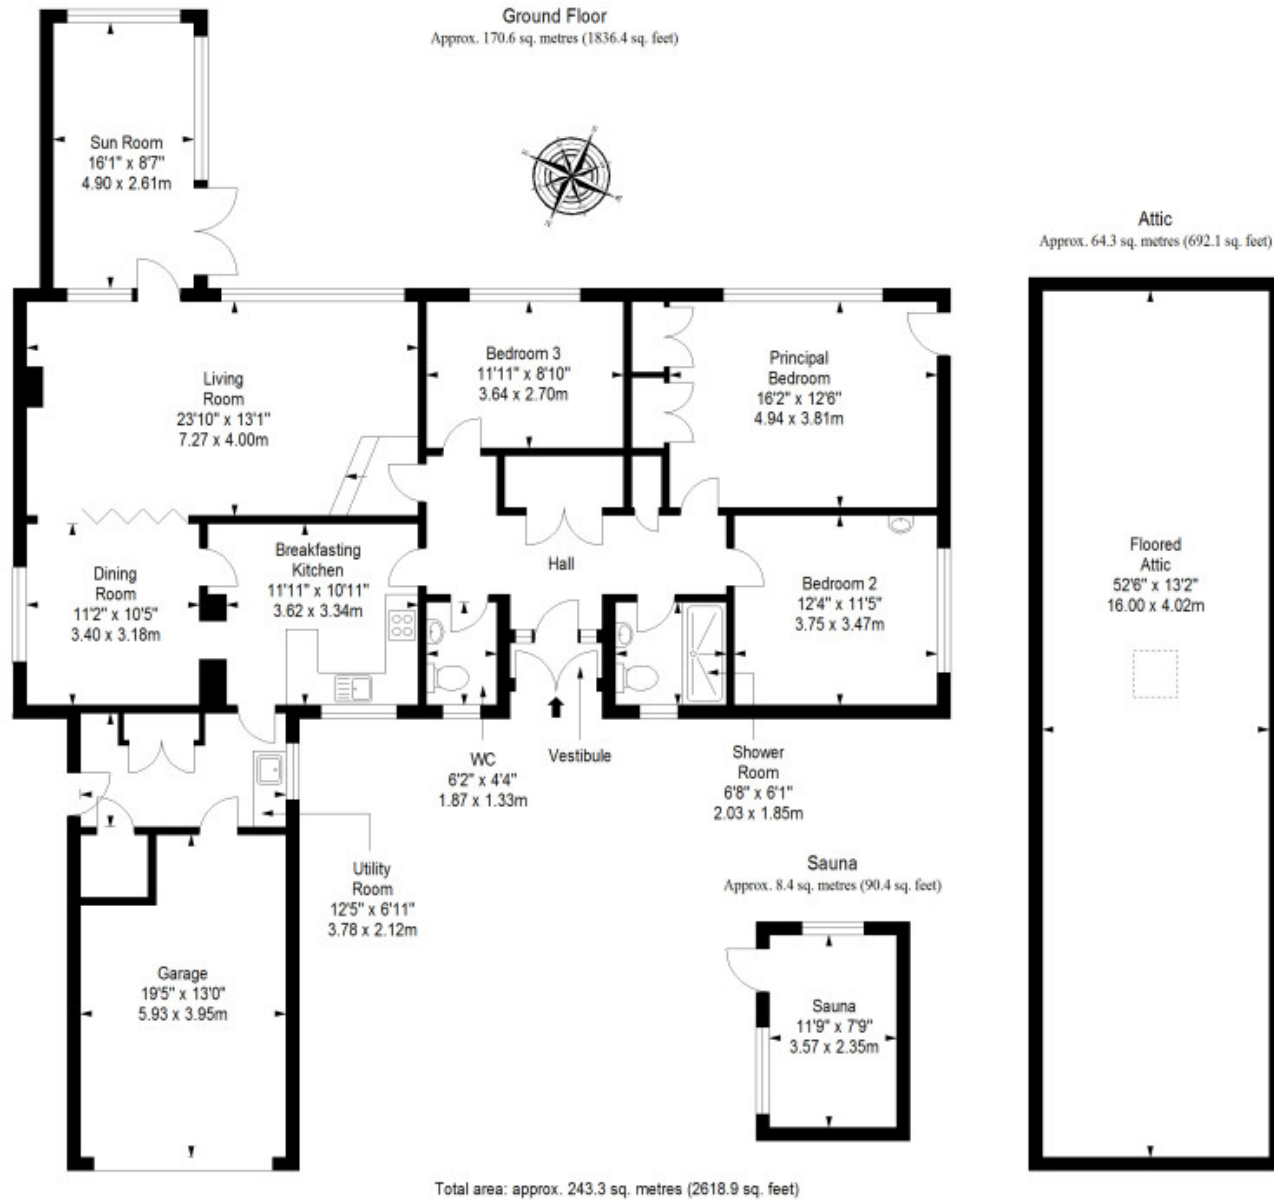 Ground Floor
Approx. 170.6 sq. metres (1836.4 sq. feet)
Sun Room
16'1" x 8'7"
4.90 x 2.61m
S
N
Attic
Approx. 64.3 sq. metres (692.1 sq. feet)
Living
Room
23'10" x 13'1"
7.27 x 4.00m
Bedroom 3
11'11" x 8'10"
3.64 x 2.70m
Principal
Bedroom
16'2" x 12'6"
4.94 x 3.81m
Dining
Room
11'2" x 10'5"
3.40 x 3.18m
Breakfasting
Kitchen
11'11" x 10'11"
3.62 x 3.34m
Hall
Bedroom 2
12'4" x 11'5"
3.75 x 3.47m
Floored
Attic
52'6" x 13'2"
16.00 x 4.02m
WC
6'2" x 4'4"
1.87 x 1.33m
Vestibule
Shower
Room
6'8" x 6'1"
2.03 x 1.85m
Utility
Room
12'5" x 6'11"
3.78 x 2.12m
Sauna
Approx. 8.4 sq. metres (90.4 sq. feet)
Garage
19'5" x 13'0"
5.93 x 3.95m
Sauna
11'9" x 7'9"
3.57 x 2.35m
Total area: approx. 243.3 sq. metres (2618.9 sq. feet)